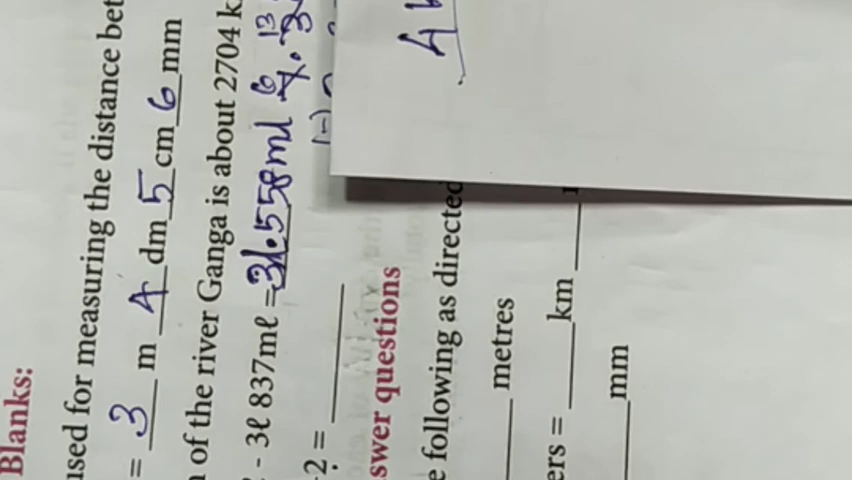 Blanks:
used for measuring the distance bet
= 3 m 4 dm 5 cm 6 mm
of the river Ganga is about 2704 k
- 3ℓ 837mℓ = 3l.558ml
(-)
2 =
swer questions
e following as directed
metres
ers = km
mm